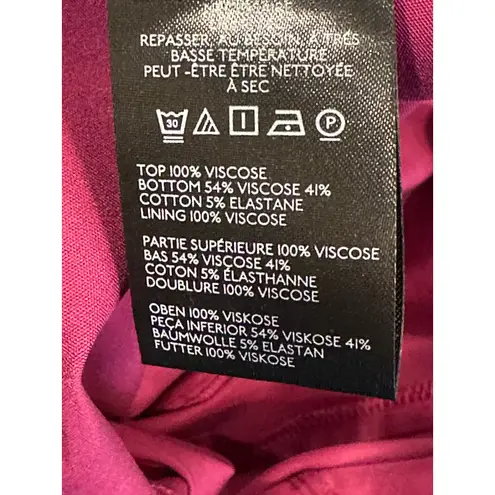 REPASSER, AU BESOIN, À TRÈS
BASSE TEMPÉRATURE
PEUT -ÊTRE ÊTRE NETTOYÉE
À SEC
30
P
TOP 100% VISCOSE
BOTTOM 54% VISCOSE 41%
COTTON 5% ELASTANE
LINING 100% VISCOSE
PARTIE SUPÉRIEURE 100% VISCOSE
BAS 54% VISCOSE 41%
COTON 5% ÉLASTHANNE
DOUBLURE 100% VISCOSE
OBEN 100% VISKOSE
PEÇA INFERIOR 54% VISKOSE 41%
BAUMWOLLE 5% ELASTAN
FUTTER 100% VISKOSE